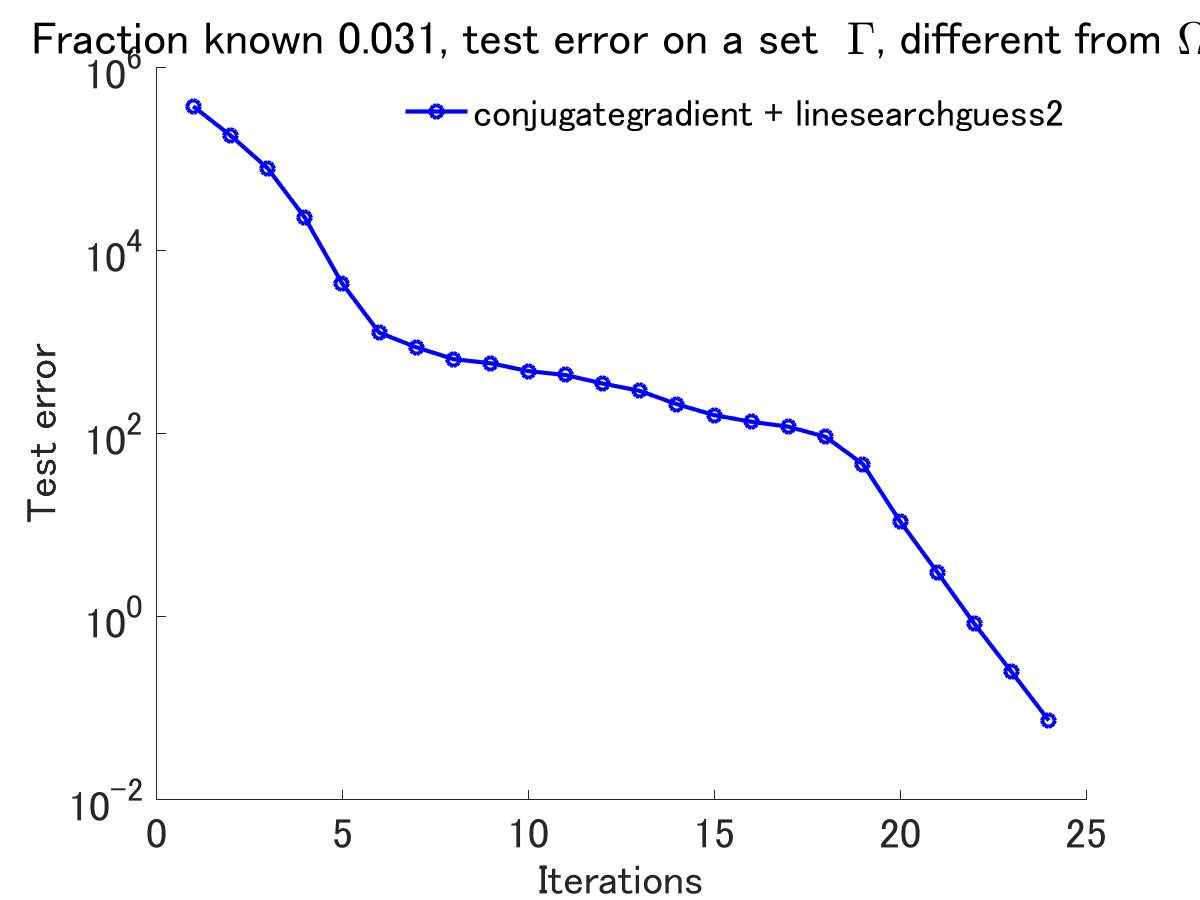 Fraction known 0.031, test error on a set Γ, different from Ω
10^6
conjugategradient + linesearchguess2
10^4
10^2
10^0
10^−2
Test error
0 5 10 15 20 25
Iterations